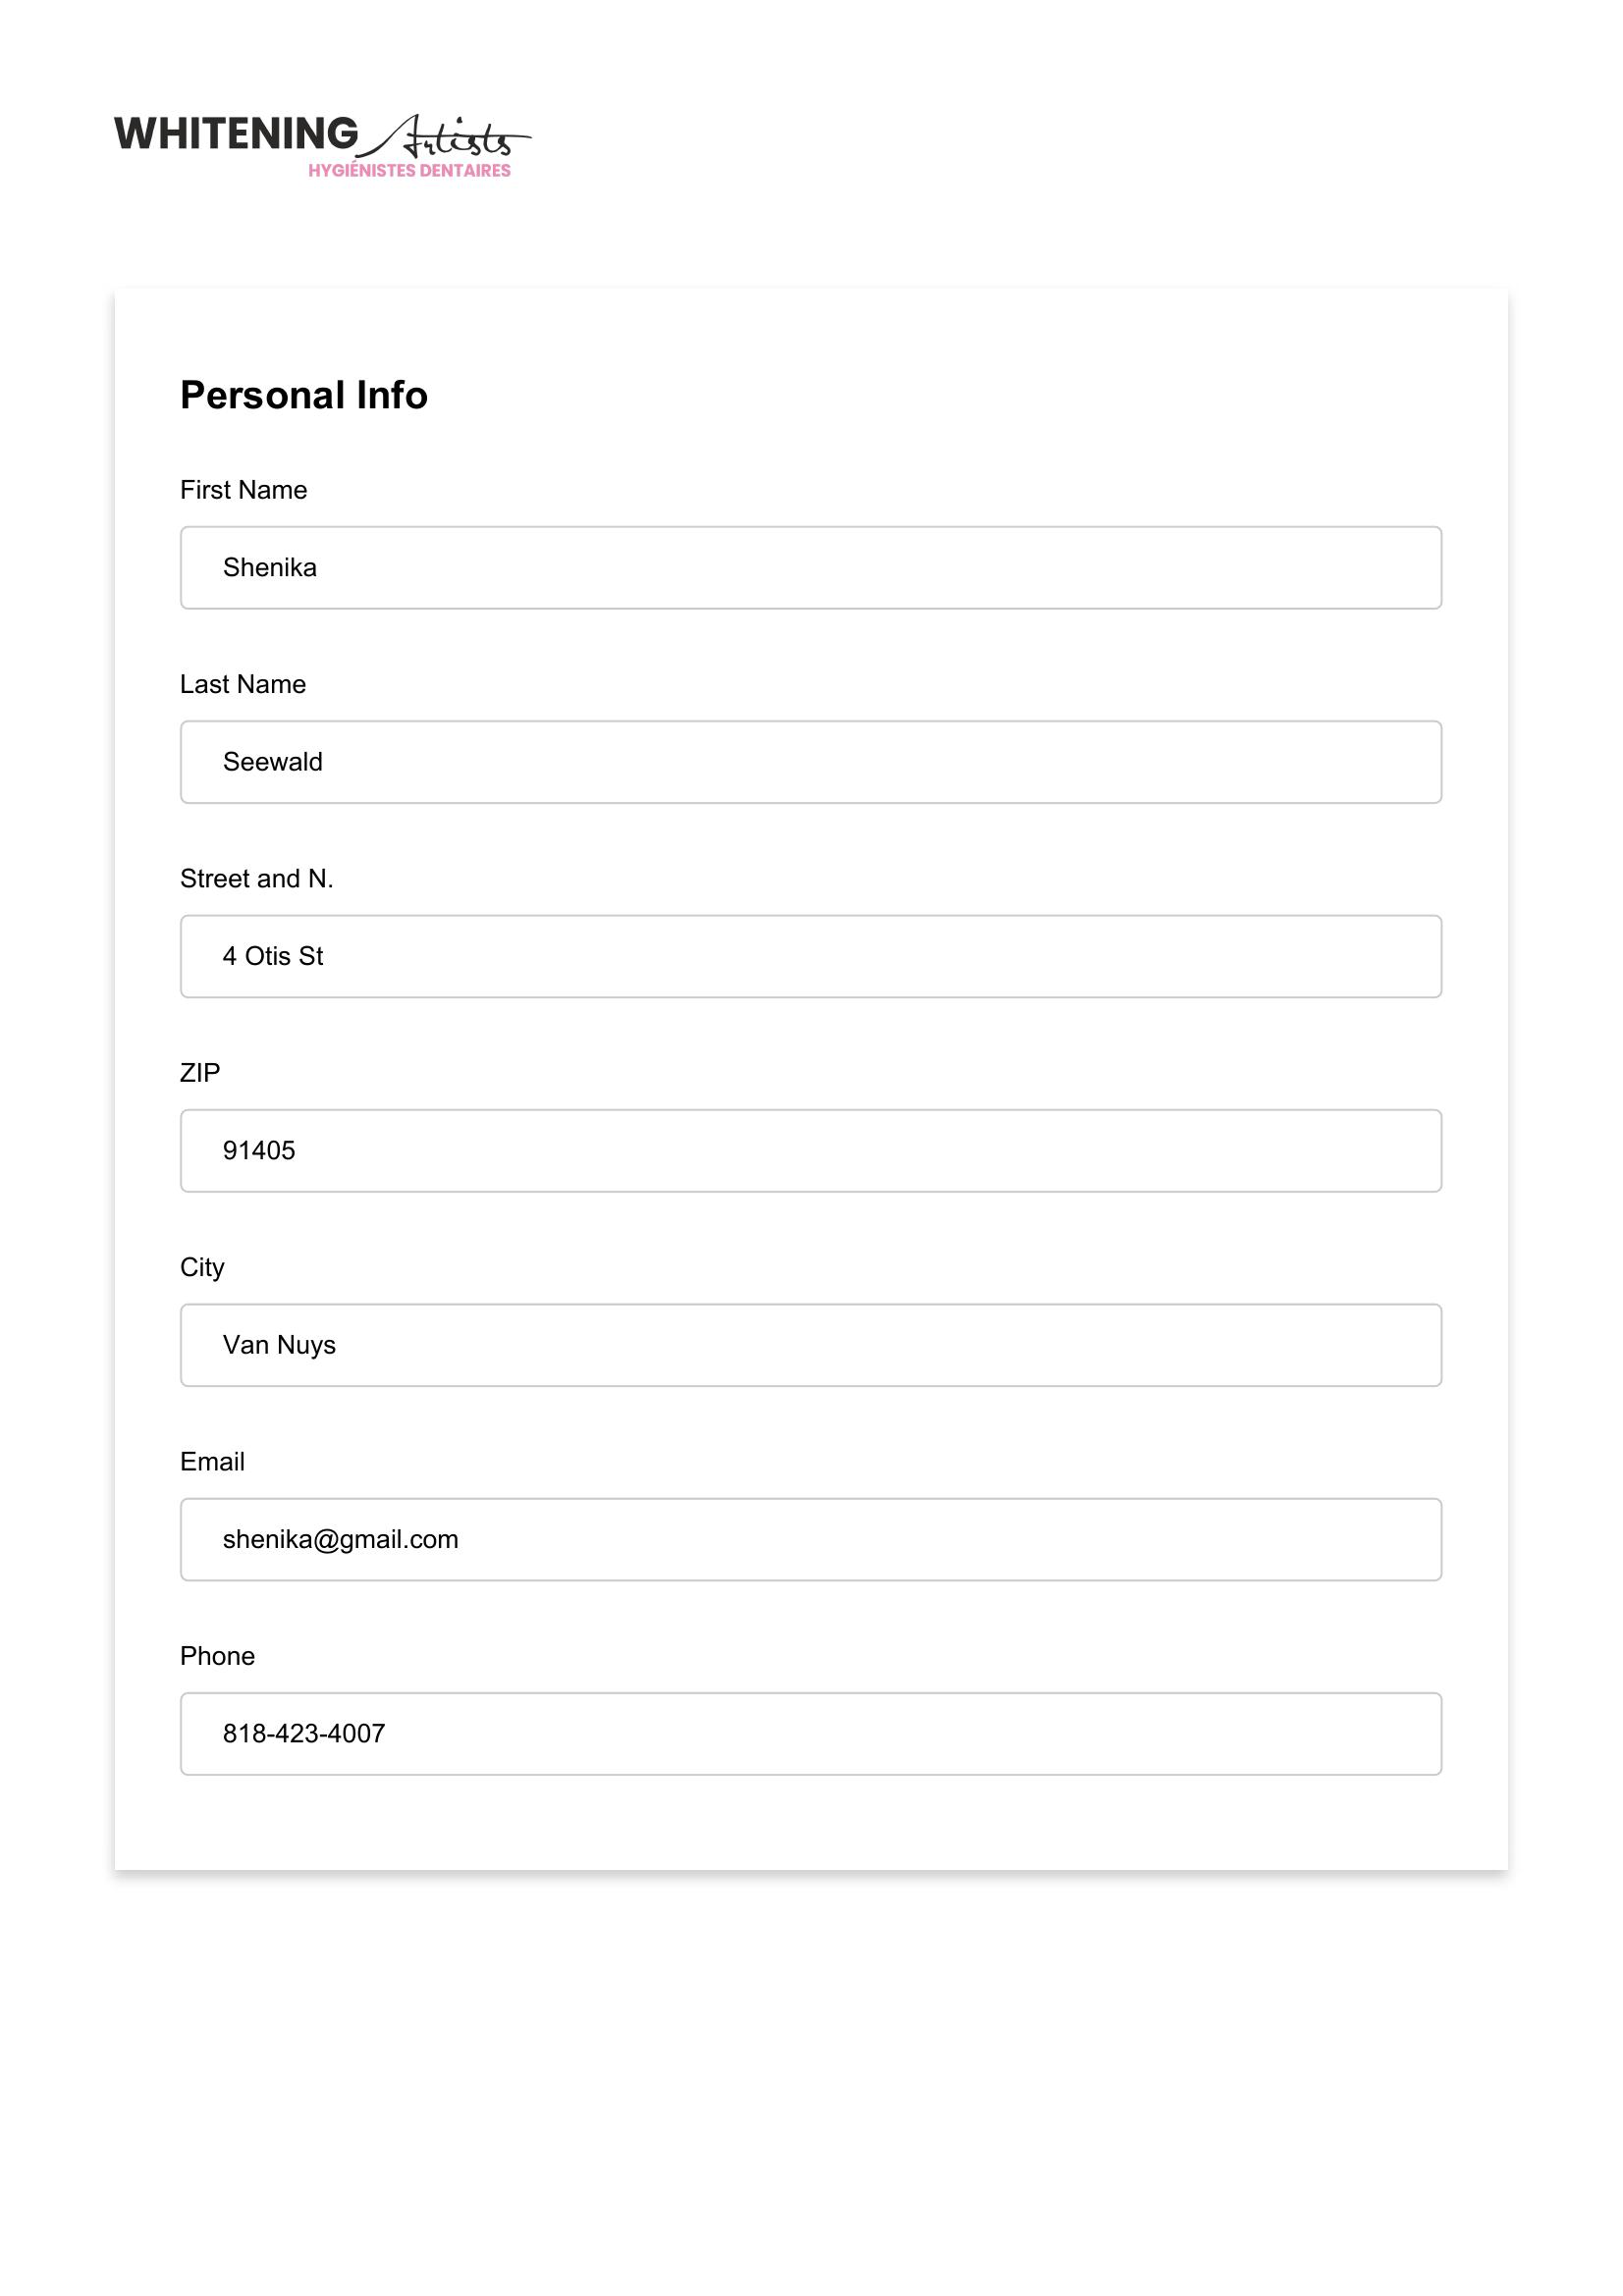 WHITENING Artists
HYGIÉNISTES DENTAIRES
Personal Info
First Name
Shenika
Last Name
Seewald
Street and N.
4 Otis St
ZIP
91405
City
Van Nuys
Email
shenika@gmail.com
Phone
818-423-4007